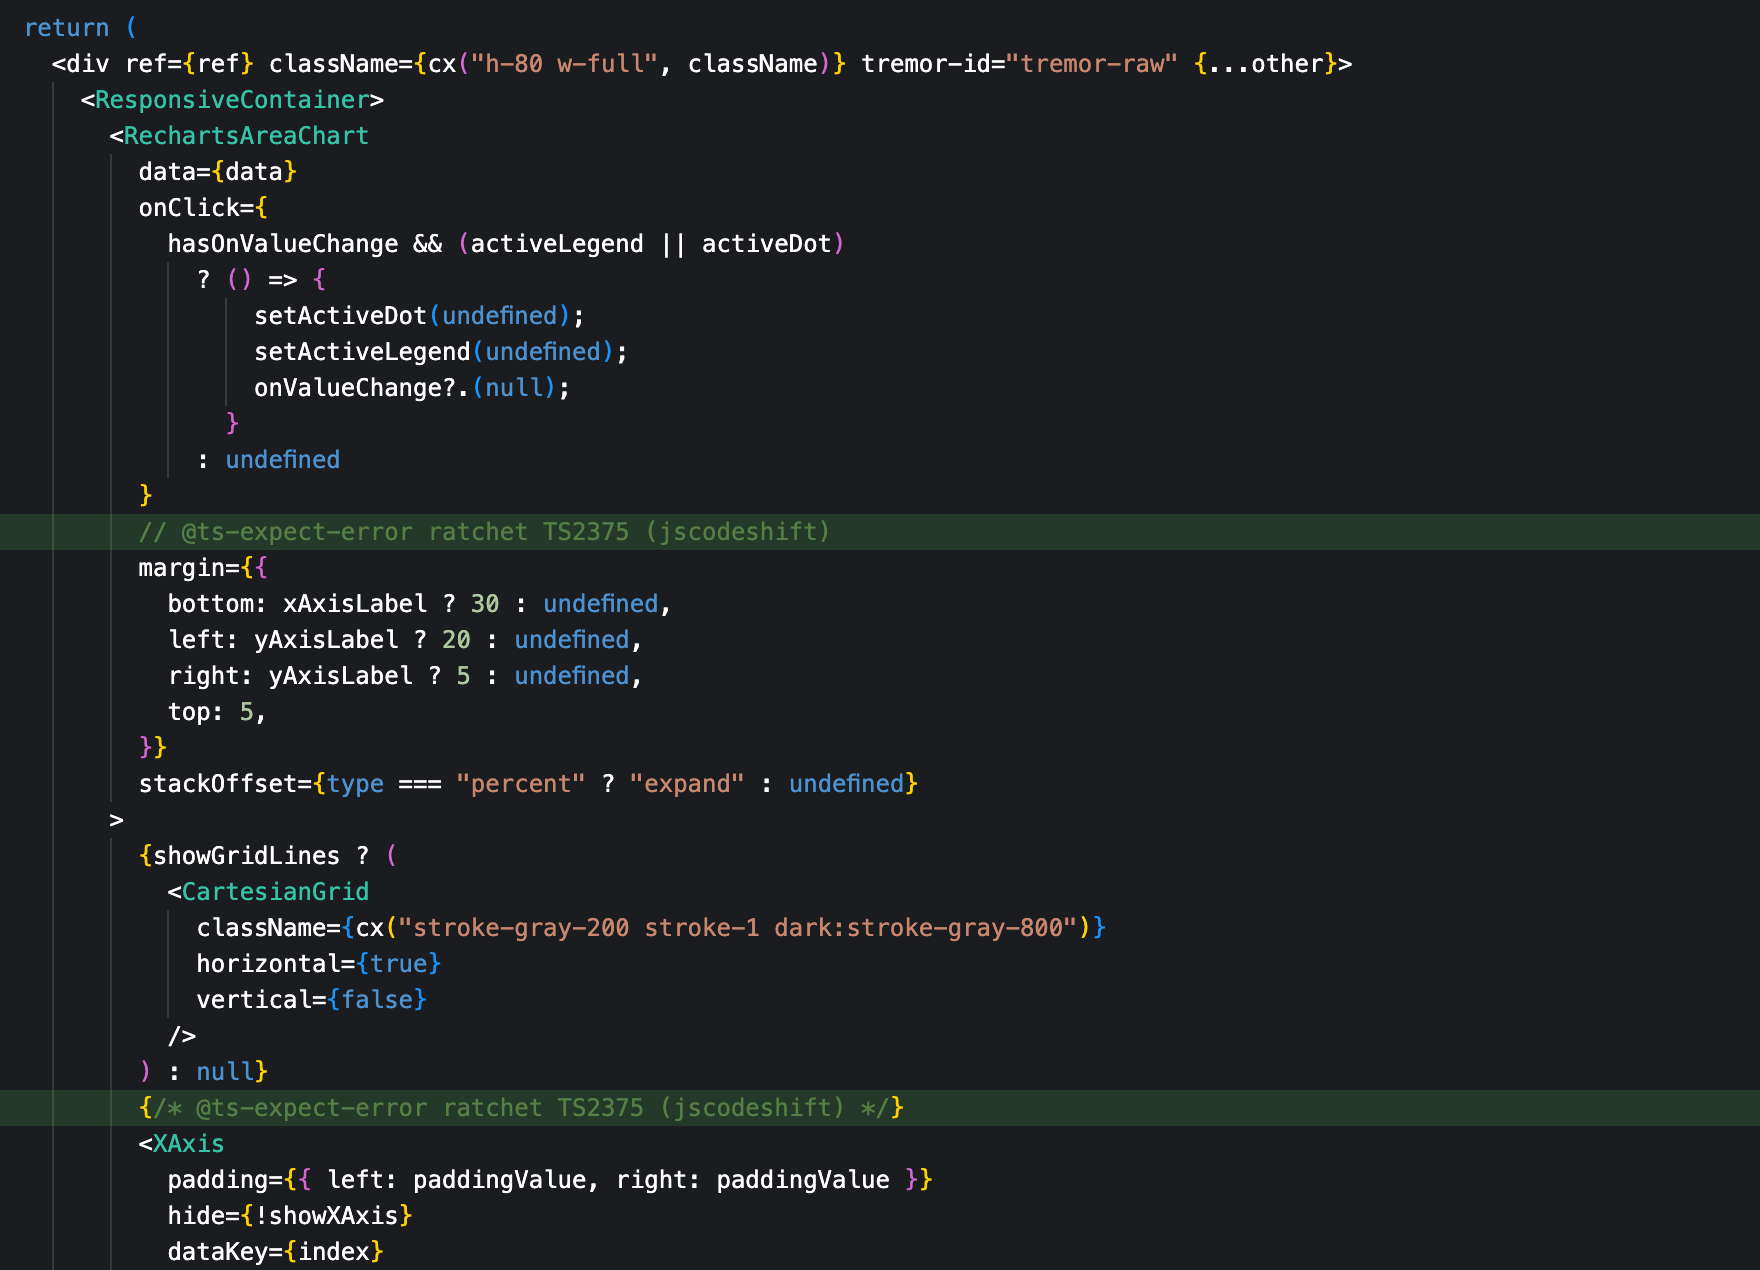 return (
<div ref={ref} className={cx("h-80 w-full", className)} tremor-id="tremor-raw" {...other}>
<ResponsiveContainer>
<RechartsAreaChart
data={data}
onClick={
hasOnValueChange && (activeLegend || activeDot)
? () => {
setActiveDot(undefined);
setActiveLegend(undefined);
onValueChange?.(null);
}
: undefined
}
// @ts-expect-error ratchet TS2375 (jscodeshift)
margin={{
bottom: xAxisLabel ? 30 : undefined,
left: yAxisLabel ? 20 : undefined,
right: yAxisLabel ? 5 : undefined,
top: 5,
}}
stackOffset={type === "percent" ? "expand" : undefined}
>
{showGridLines ? (
<CartesianGrid
className={cx("stroke-gray-200 stroke-1 dark:stroke-gray-800")}
horizontal={true}
vertical={false}
/>
) : null}
{/* @ts-expect-error ratchet TS2375 (jscodeshift) */}
<XAxis
padding={{ left: paddingValue, right: paddingValue }}
hide={!showXAxis}
dataKey={index}